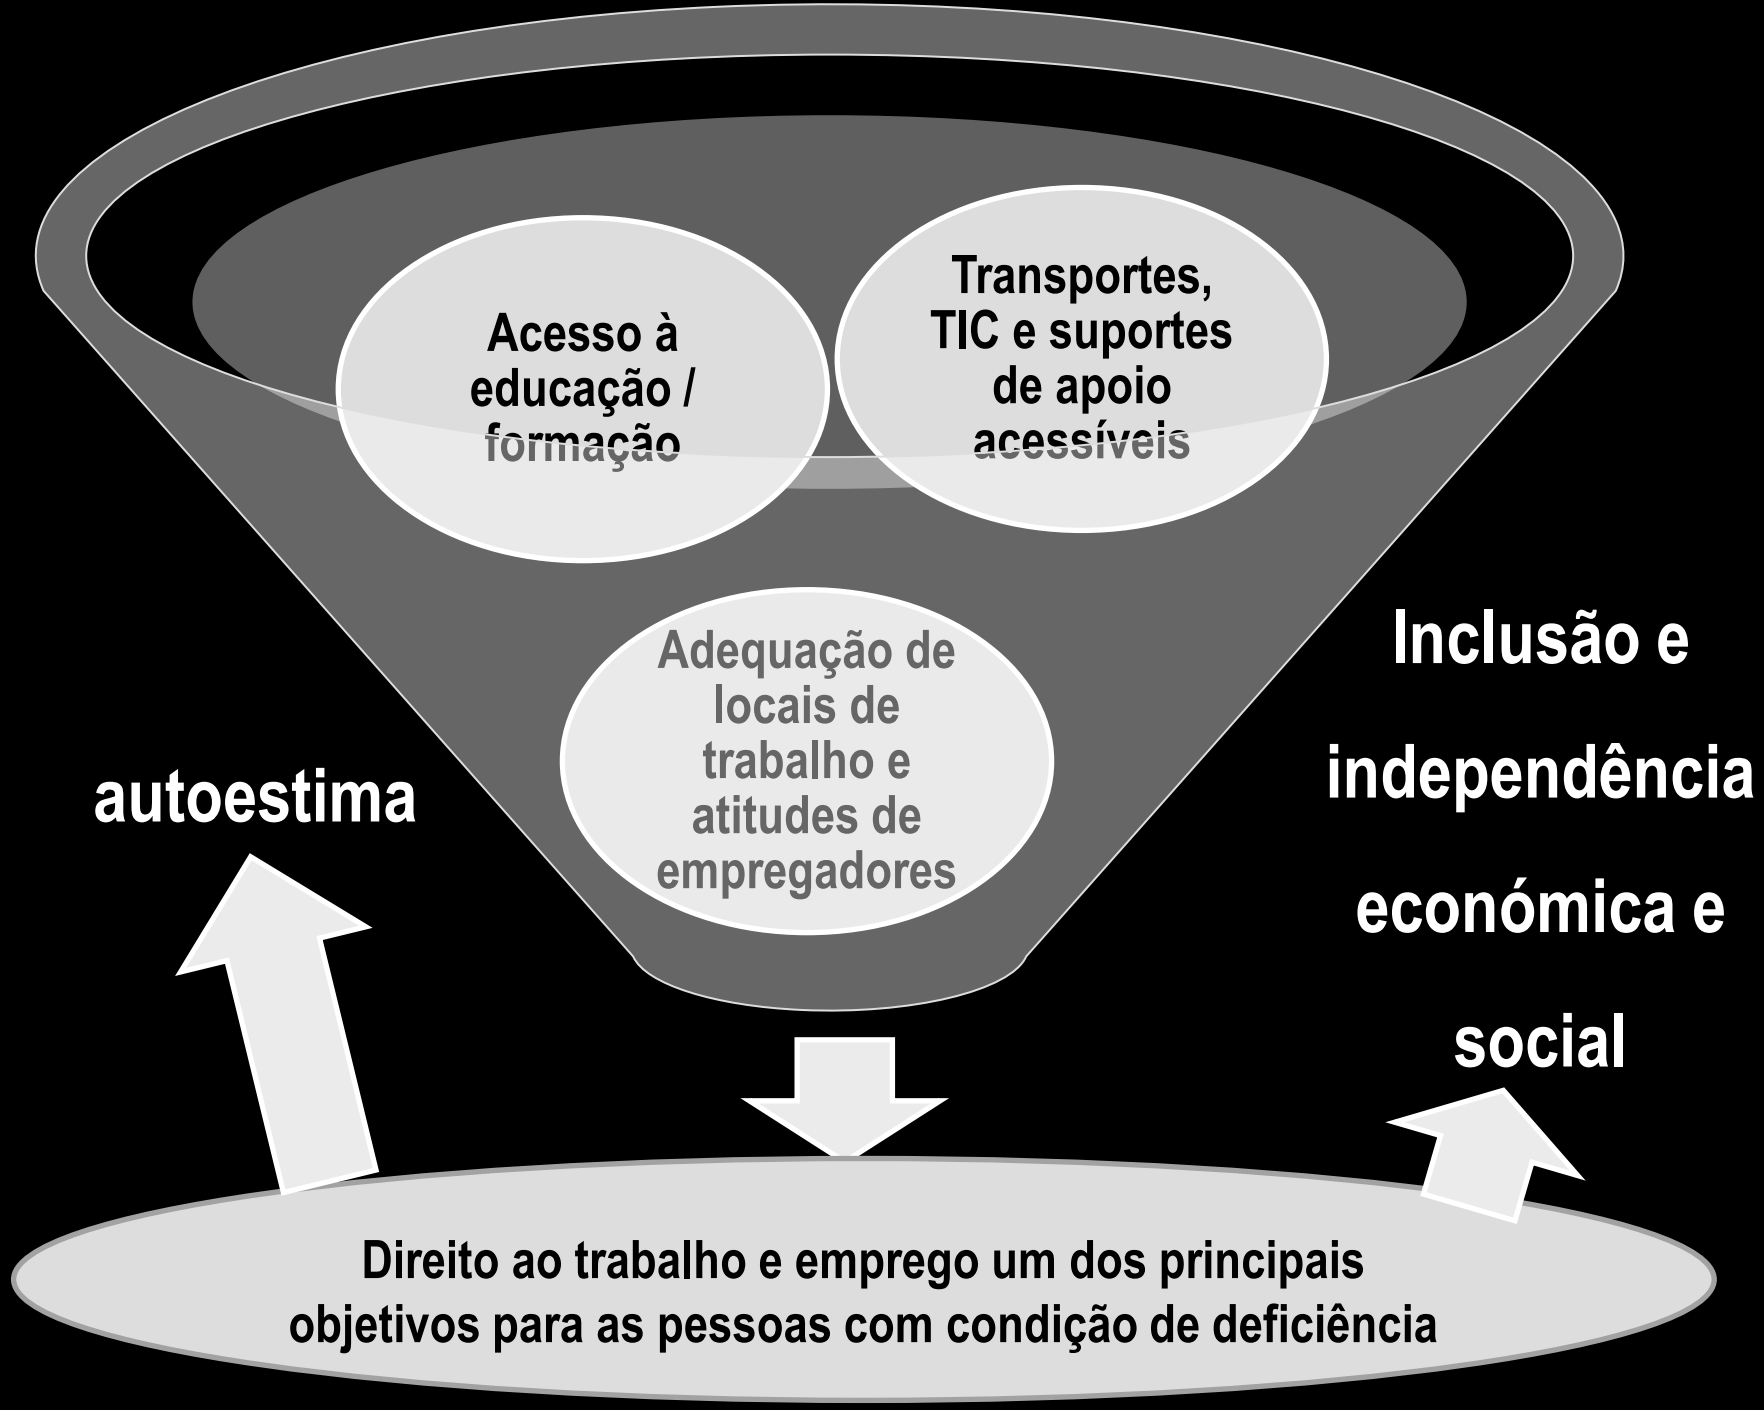 Acesso à
educação /
formação
Transportes,
TIC e suportes
de apoio
acessíveis
Adequação de
locais de
trabalho e
atitudes de
empregadores
autoestima
Inclusão e
independência
económica e
social
Direito ao trabalho e emprego um dos principais
objetivos para as pessoas com condição de deficiência